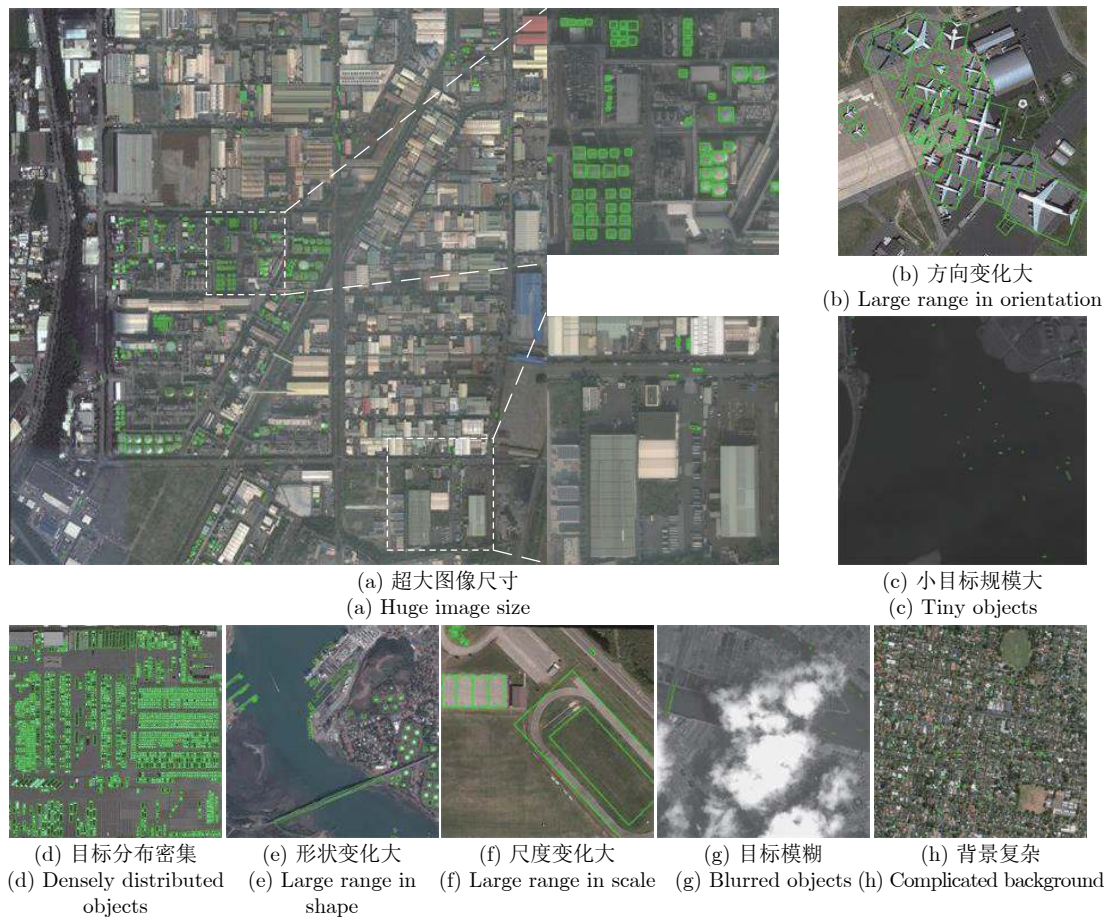 (b) 方向变化大
(b) Large range in orientation
(a) 超大图像尺寸
(a) Huge image size
(c) 小目标规模大
(c) Tiny objects
(d) 目标分布密集
(d) Densely distributed
objects
(e) 形状变化大
(e) Large range in
shape
(f) 尺度变化大
(f) Large range in scale
(g) 目标模糊
(g) Blurred objects
(h) 背景复杂
(h) Complicated background